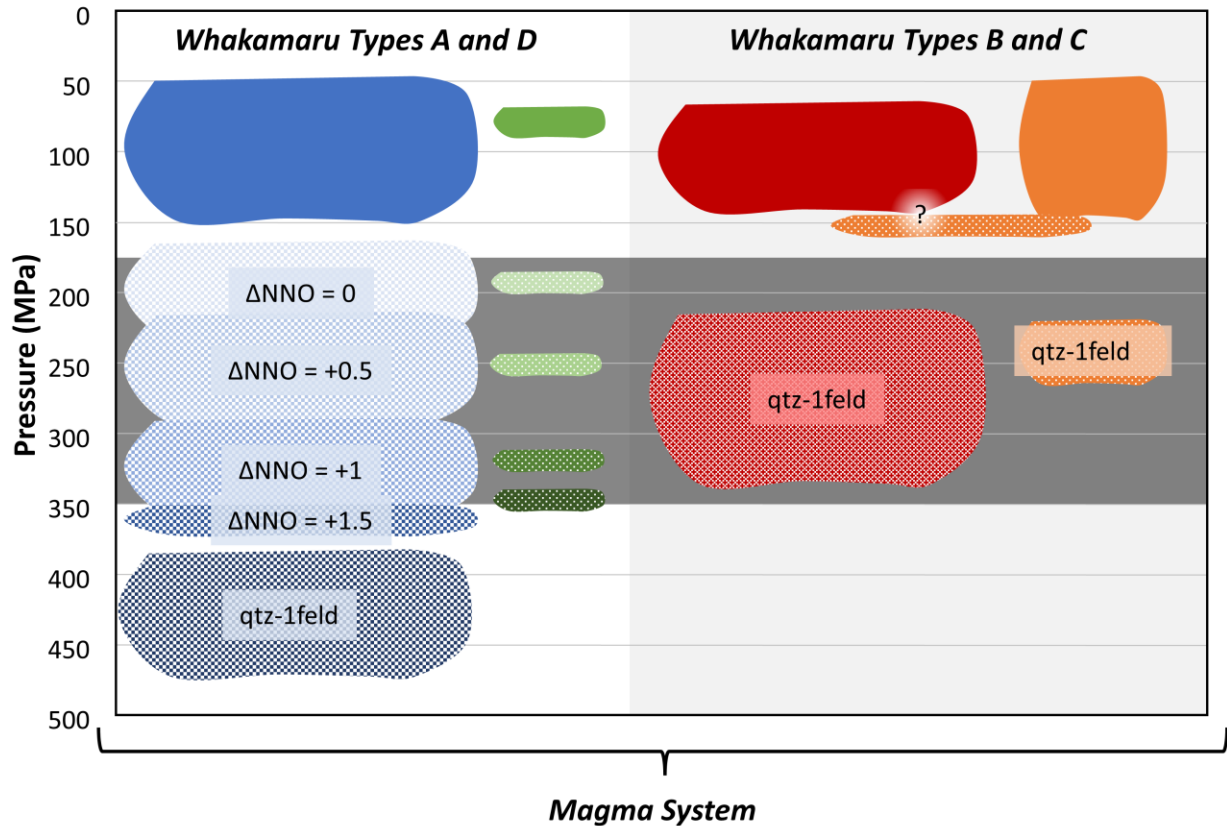 Whakamaru Types A and D
Whakamaru Types B and C
Pressure (MPa)
0
50
100
150
200
250
300
350
400
450
500
?
ΔNNO = 0
ΔNNO = +0.5
ΔNNO = +1
ΔNNO = +1.5
qtz-1feld
qtz-1feld
qtz-1feld
Magma System